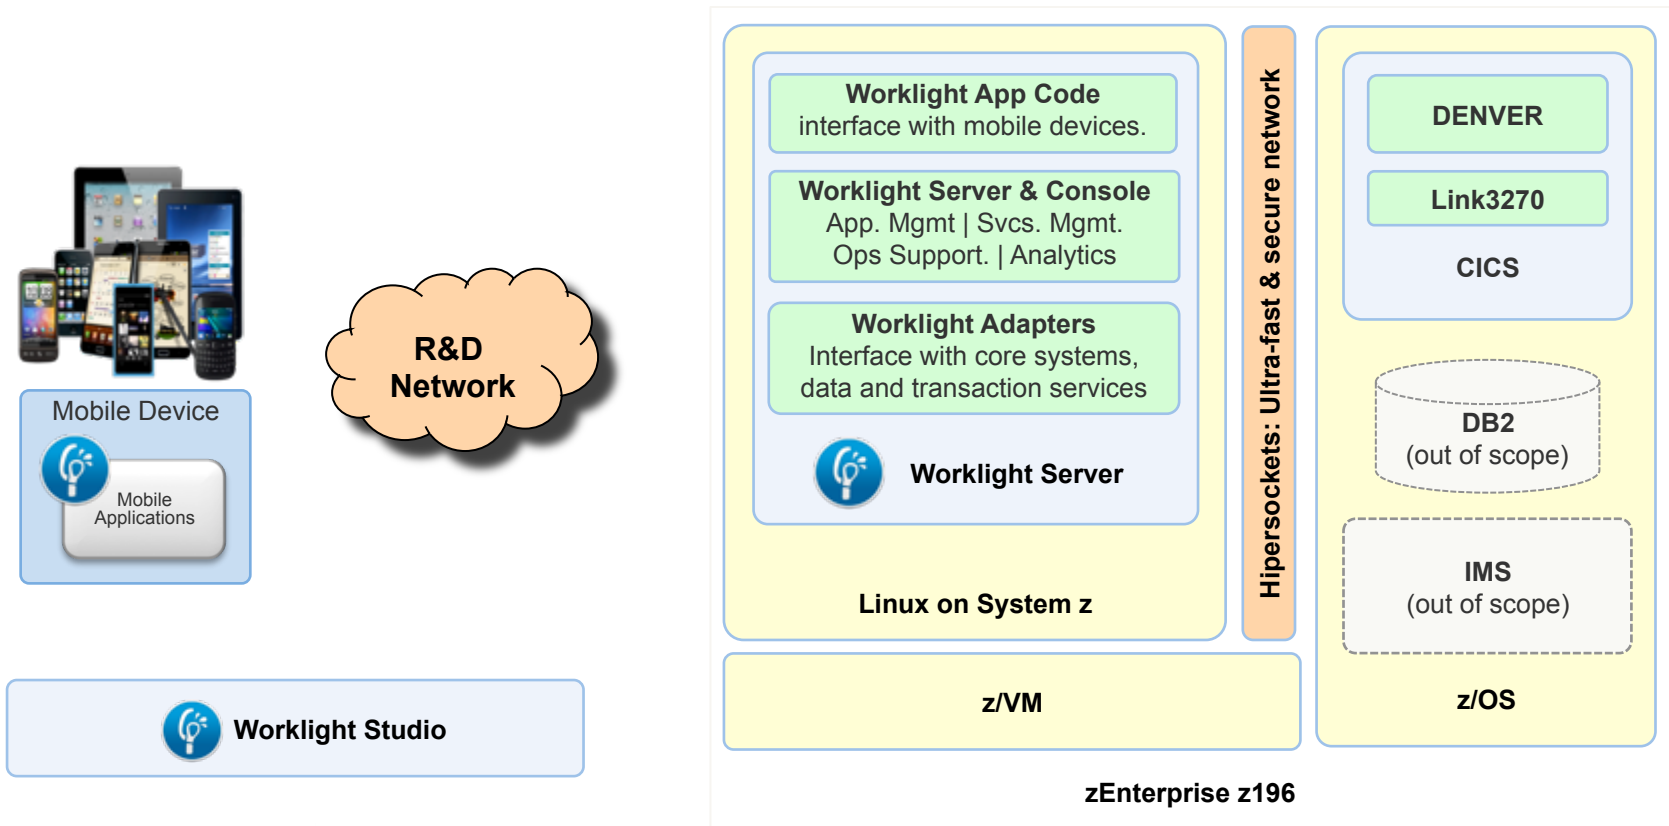 Mobile Device
Mobile
Applications
R&D
Network
Worklight Studio
Worklight App Code
interface with mobile devices.
Worklight Server & Console
App. Mgmt | Svcs. Mgmt.
Ops Support. | Analytics
Worklight Adapters
Interface with core systems,
data and transaction services
Worklight Server
Linux on System z
z/VM
Hipersockets: Ultra-fast & secure network
DENVER
Link3270
CICS
DB2
(out of scope)
IMS
(out of scope)
z/OS
zEnterprise z196